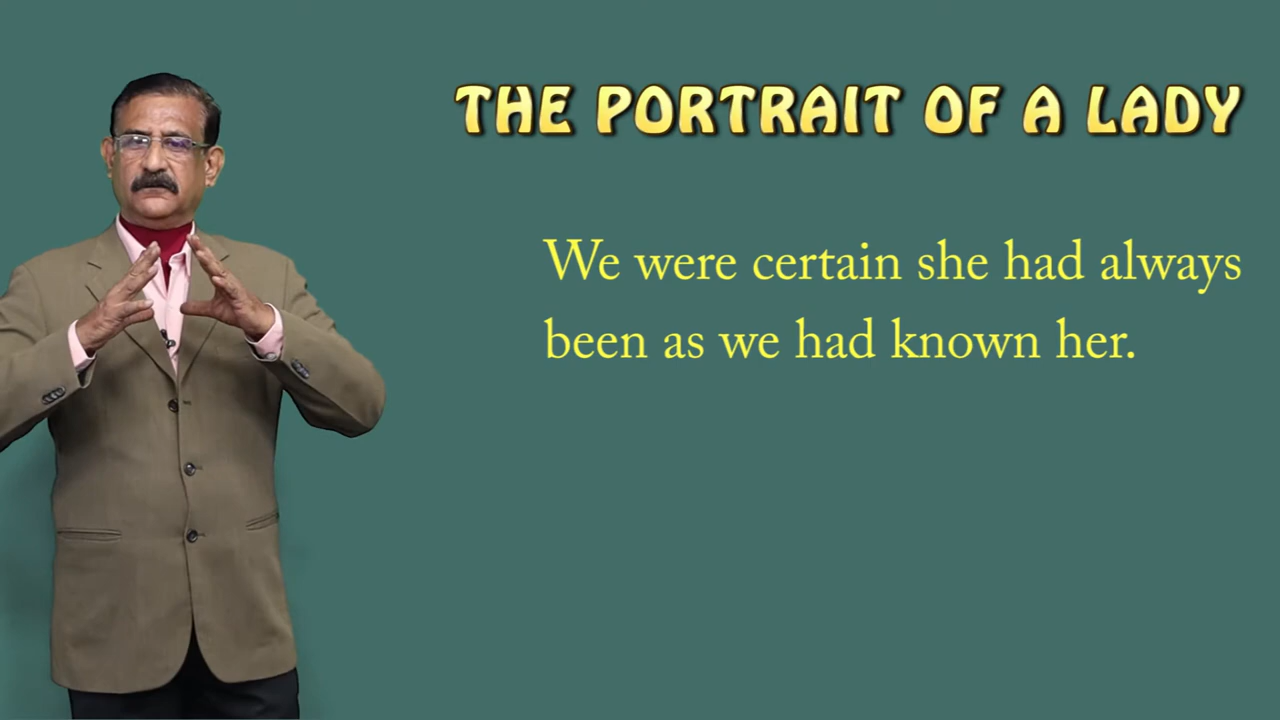 THE PORTRAIT OF A LADY
We were certain she had always
been as we had known her.